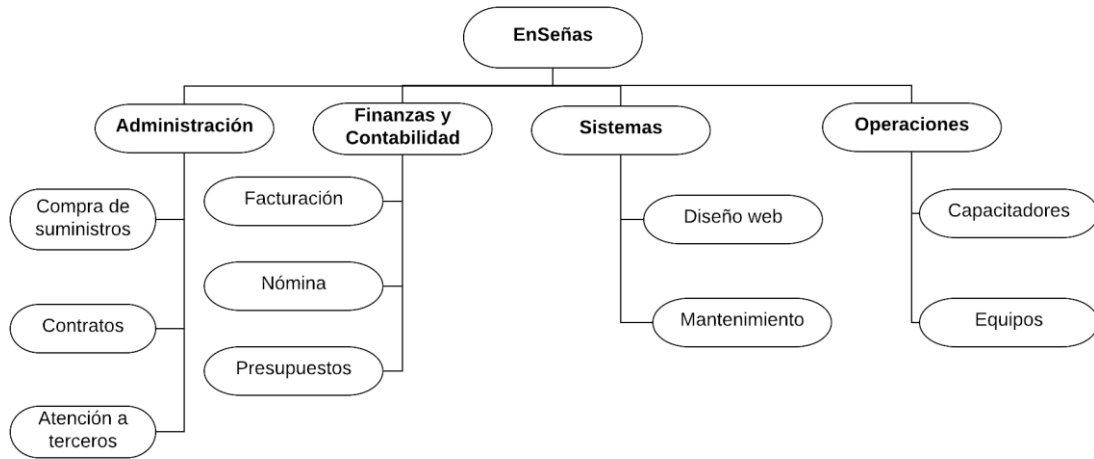 EnSeñas
Administración
Finanzas y
Contabilidad
Sistemas
Operaciones
Compra de
suministros
Contratos
Atención a
terceros
Facturación
Nómina
Presupuestos
Diseño web
Mantenimiento
Capacitadores
Equipos